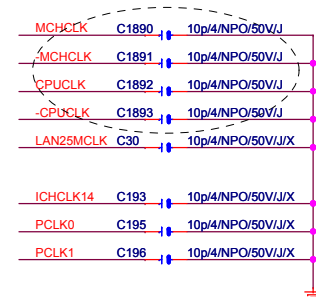 MCHCLK C1890 10p/4/NPO/50V/J
-MCHCLK C1891 10p/4/NPO/50V/J
CPUCLK C1892 10p/4/NPO/50V/J
-CPUCLK C1893 10p/4/NPO/50V/J
LAN25MCLK C30 10p/4/NPO/50V/J/X
ICHCLK14 C193 10p/4/NPO/50V/J/X
PCLK0 C195 10p/4/NPO/50V/J/X
PCLK1 C196 10p/4/NPO/50V/J/X